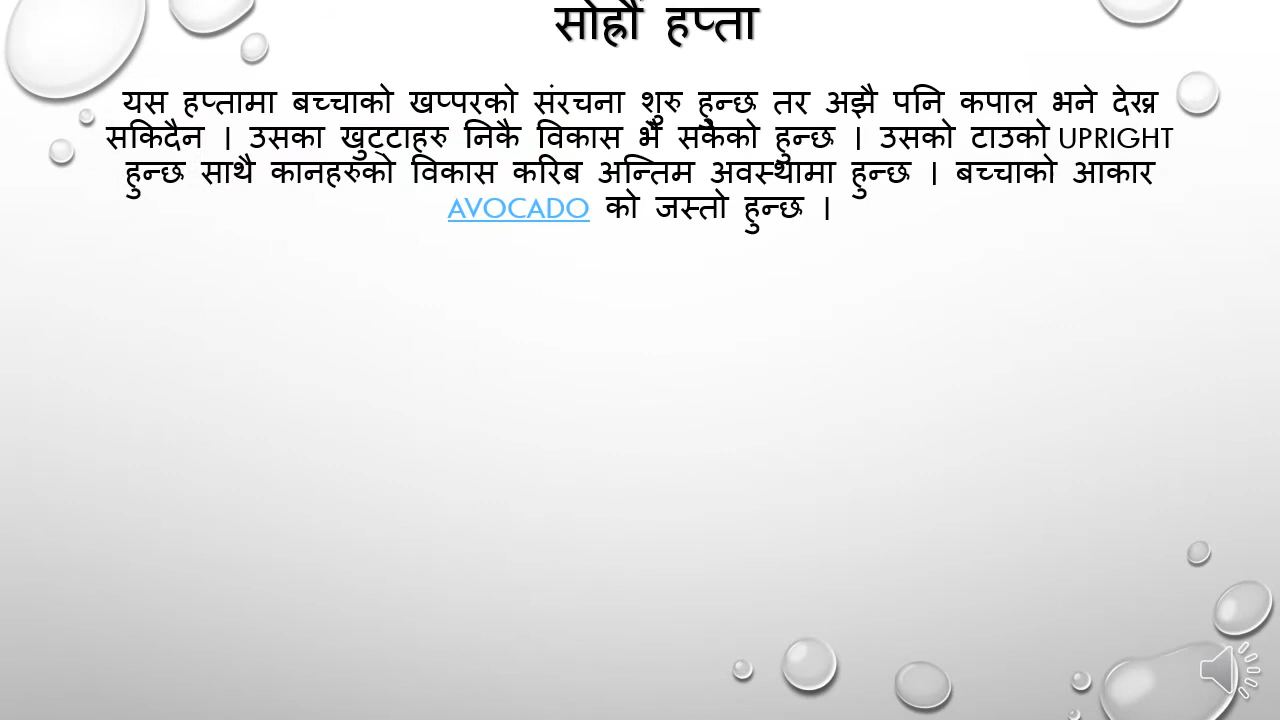 सोह्रौं हप्ता
यस हप्तामा बच्चाको खप्परको संरचना शुरु हुन्छ तर अझै पनि कपाल भने देख्न
सकिदैन । उसका खुट्टाहरु निकै विकास भै सकेको हुन्छ । उसको टाउको UPRIGHT
हुन्छ साथै कानहरुको विकास करिब अन्तिम अवस्थामा हुन्छ । बच्चाको आकार
AVOCADO को जस्तो हुन्छ ।